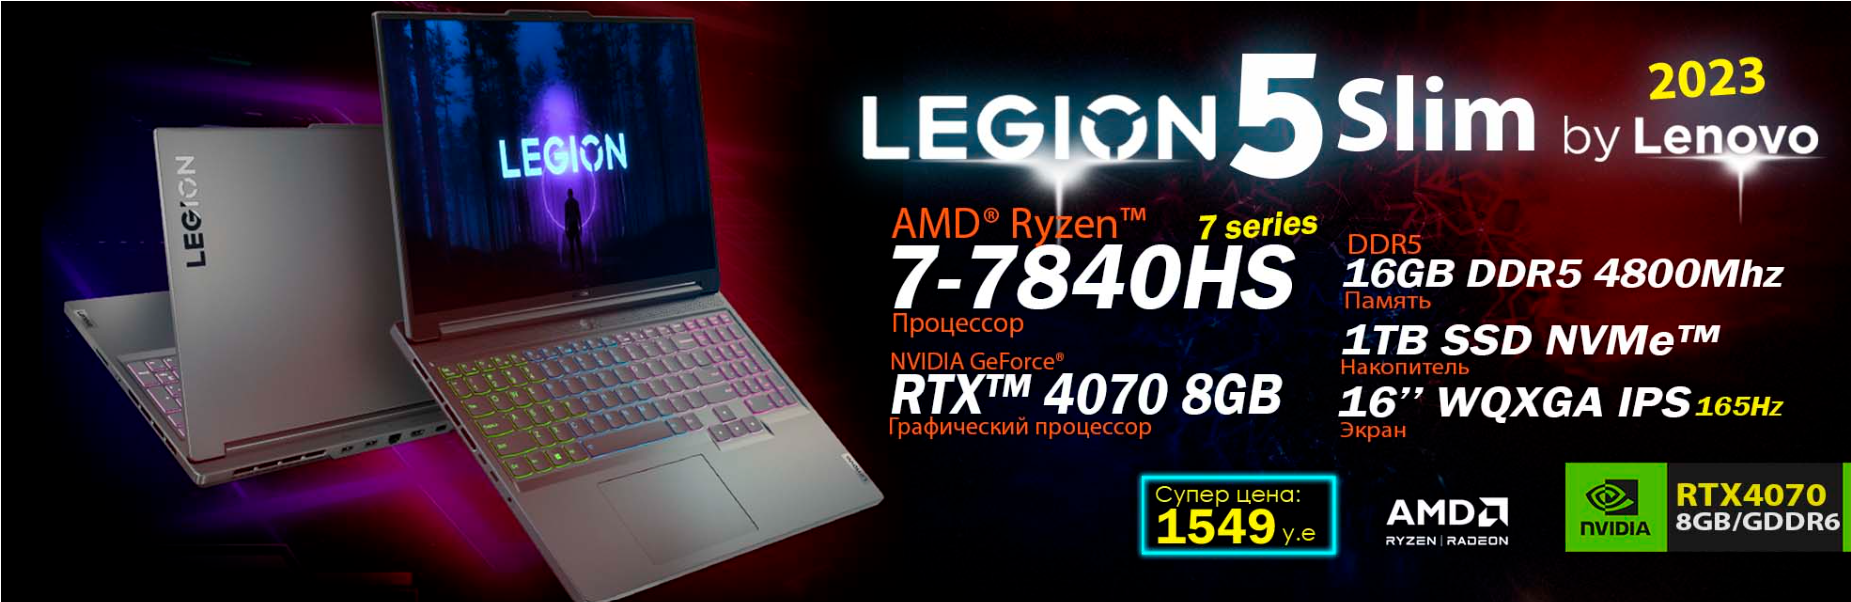 LEGION
LEGION
LEGION 5 Slim by Lenovo
2023
AMD® Ryzen™
7 series
7-7840HS
Процессор
NVIDIA GeForce®
RTX™ 4070 8GB
Графический процессор
DDR5
16GB DDR5 4800Mhz
Память
1TB SSD NVMe™
Накопитель
16’’ WQXGA IPS 165Hz
Экран
Супер цена:
1549 y.e
AMD
RYZEN | RADEON
NVIDIA
RTX4070
8GB/GDDR6